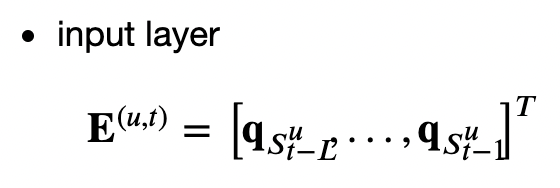 • input layer
𝐄^{(u,t)} = [𝐪_{S^u_{t−L}}, . . . , 𝐪_{S^u_{t−1}}]^T